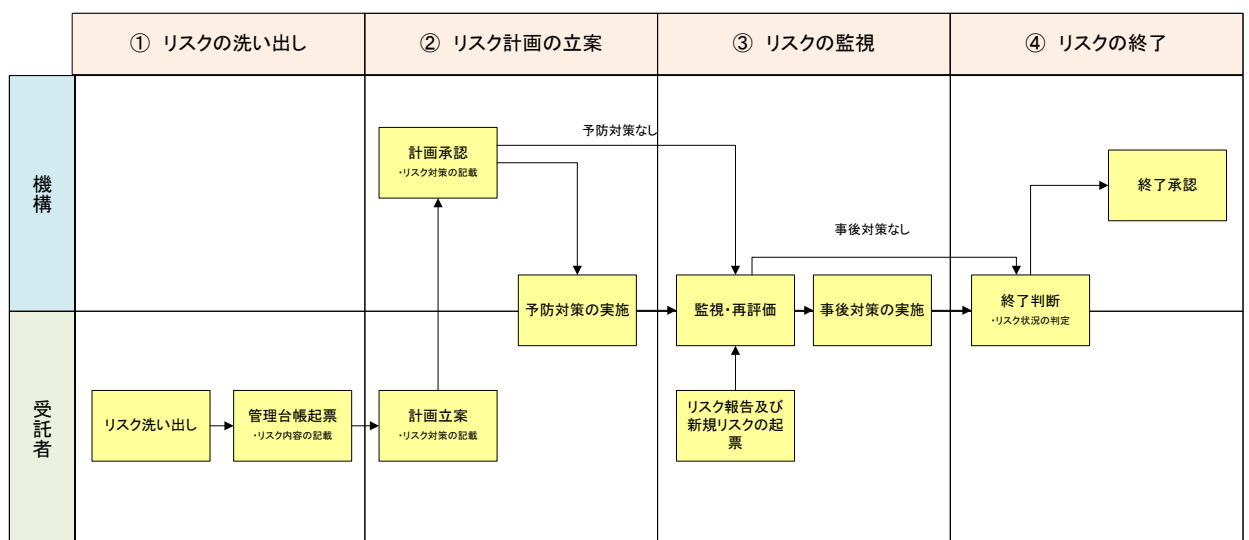 ① リスクの洗い出し
② リスク計画の立案
③ リスクの監視
④ リスクの終了
機構
計画承認
・リスク対策の記載
予防対策なし
終了承認
事後対策なし
予防対策の実施
監視・再評価
事後対策の実施
終了判断
・リスク状況の判定
受託者
リスク洗い出し
管理台帳起票
・リスク内容の記載
計画立案
・リスク対策の記載
リスク報告及び
新規リスクの起
票